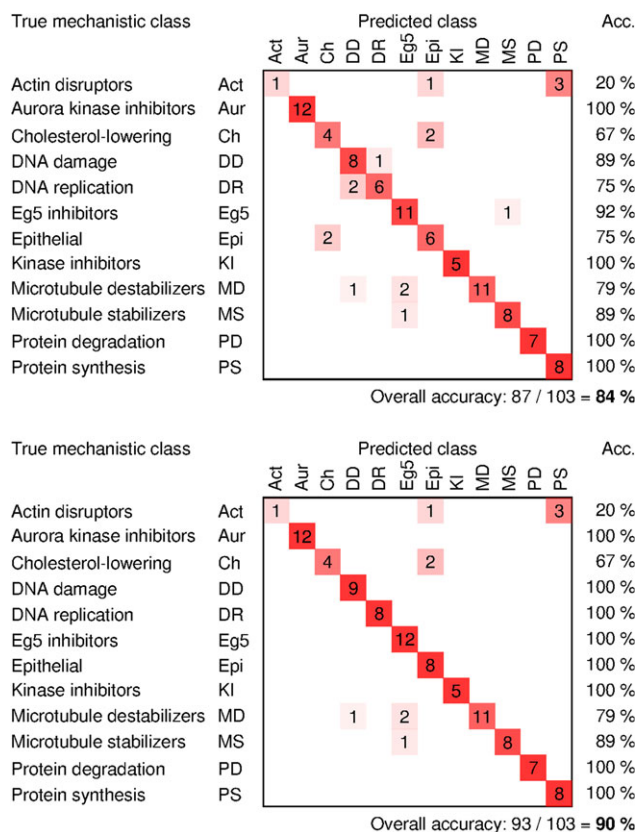 True mechanistic class Predicted class Acc.
Act Aur Ch DD DR Eg5 Epi KI MD MS PD PS
Actin disruptors Act 1 1 3 20 %
Aurora kinase inhibitors Aur 12 100 %
Cholesterol-lowering Ch 4 2 67 %
DNA damage DD 8 1 89 %
DNA replication DR 2 6 75 %
Eg5 inhibitors Eg5 11 1 92 %
Epithelial Epi 2 6 75 %
Kinase inhibitors KI 5 100 %
Microtubule destabilizers MD 1 2 11 79 %
Microtubule stabilizers MS 1 8 89 %
Protein degradation PD 7 100 %
Protein synthesis PS 8 100 %
Overall accuracy: 87 / 103 = 84 %
True mechanistic class Predicted class Acc.
Act Aur Ch DD DR Eg5 Epi KI MD MS PD PS
Actin disruptors Act 1 1 3 20 %
Aurora kinase inhibitors Aur 12 100 %
Cholesterol-lowering Ch 4 2 67 %
DNA damage DD 9 100 %
DNA replication DR 8 100 %
Eg5 inhibitors Eg5 12 100 %
Epithelial Epi 8 100 %
Kinase inhibitors KI 5 100 %
Microtubule destabilizers MD 1 2 11 79 %
Microtubule stabilizers MS 1 8 89 %
Protein degradation PD 7 100 %
Protein synthesis PS 8 100 %
Overall accuracy: 93 / 103 = 90 %